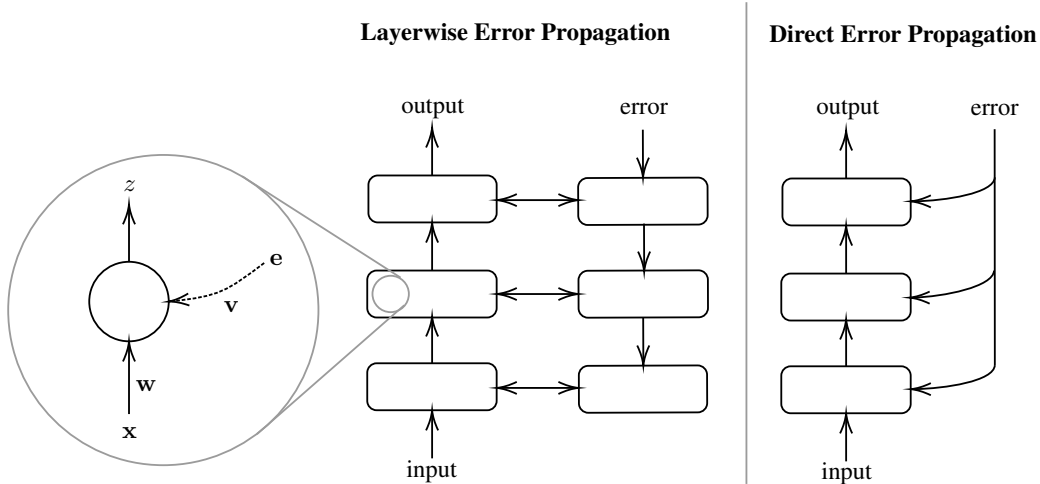 Layerwise Error Propagation
Direct Error Propagation
output
error
output
error
z
e
v
w
x
input
input